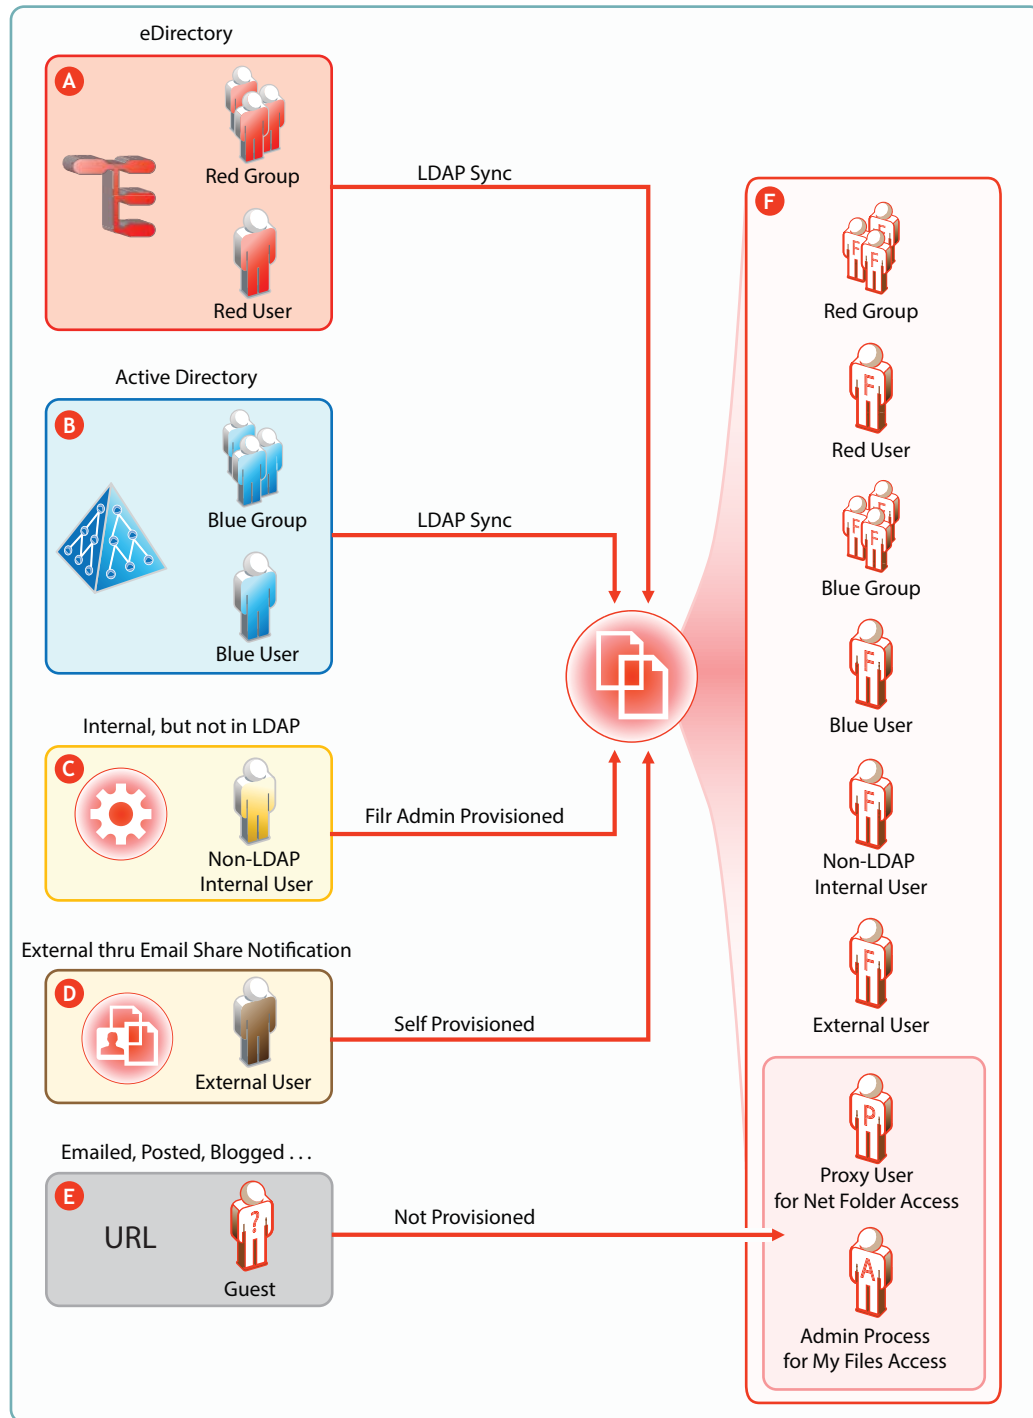 eDirectory
A
Red Group
Red User
LDAP Sync
Active Directory
B
Blue Group
Blue User
LDAP Sync
Internal, but not in LDAP
C
Non-LDAP
Internal User
Filr Admin Provisioned
External thru Email Share Notification
D
External User
Self Provisioned
Emailed, Posted, Blogged . . .
E
URL
?
Guest
Not Provisioned
F
F
F
F
Red Group
F
Red User
F
F
F
Blue Group
F
Blue User
F
Non-LDAP
Internal User
F
External User
P
Proxy User
for Net Folder Access
A
Admin Process
for My Files Access